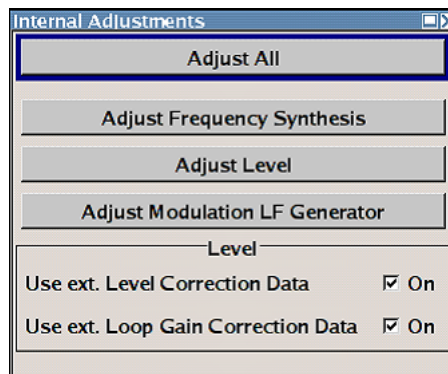 Internal Adjustments
Adjust All
Adjust Frequency Synthesis
Adjust Level
Adjust Modulation LF Generator
Level
Use ext. Level Correction Data On
Use ext. Loop Gain Correction Data On